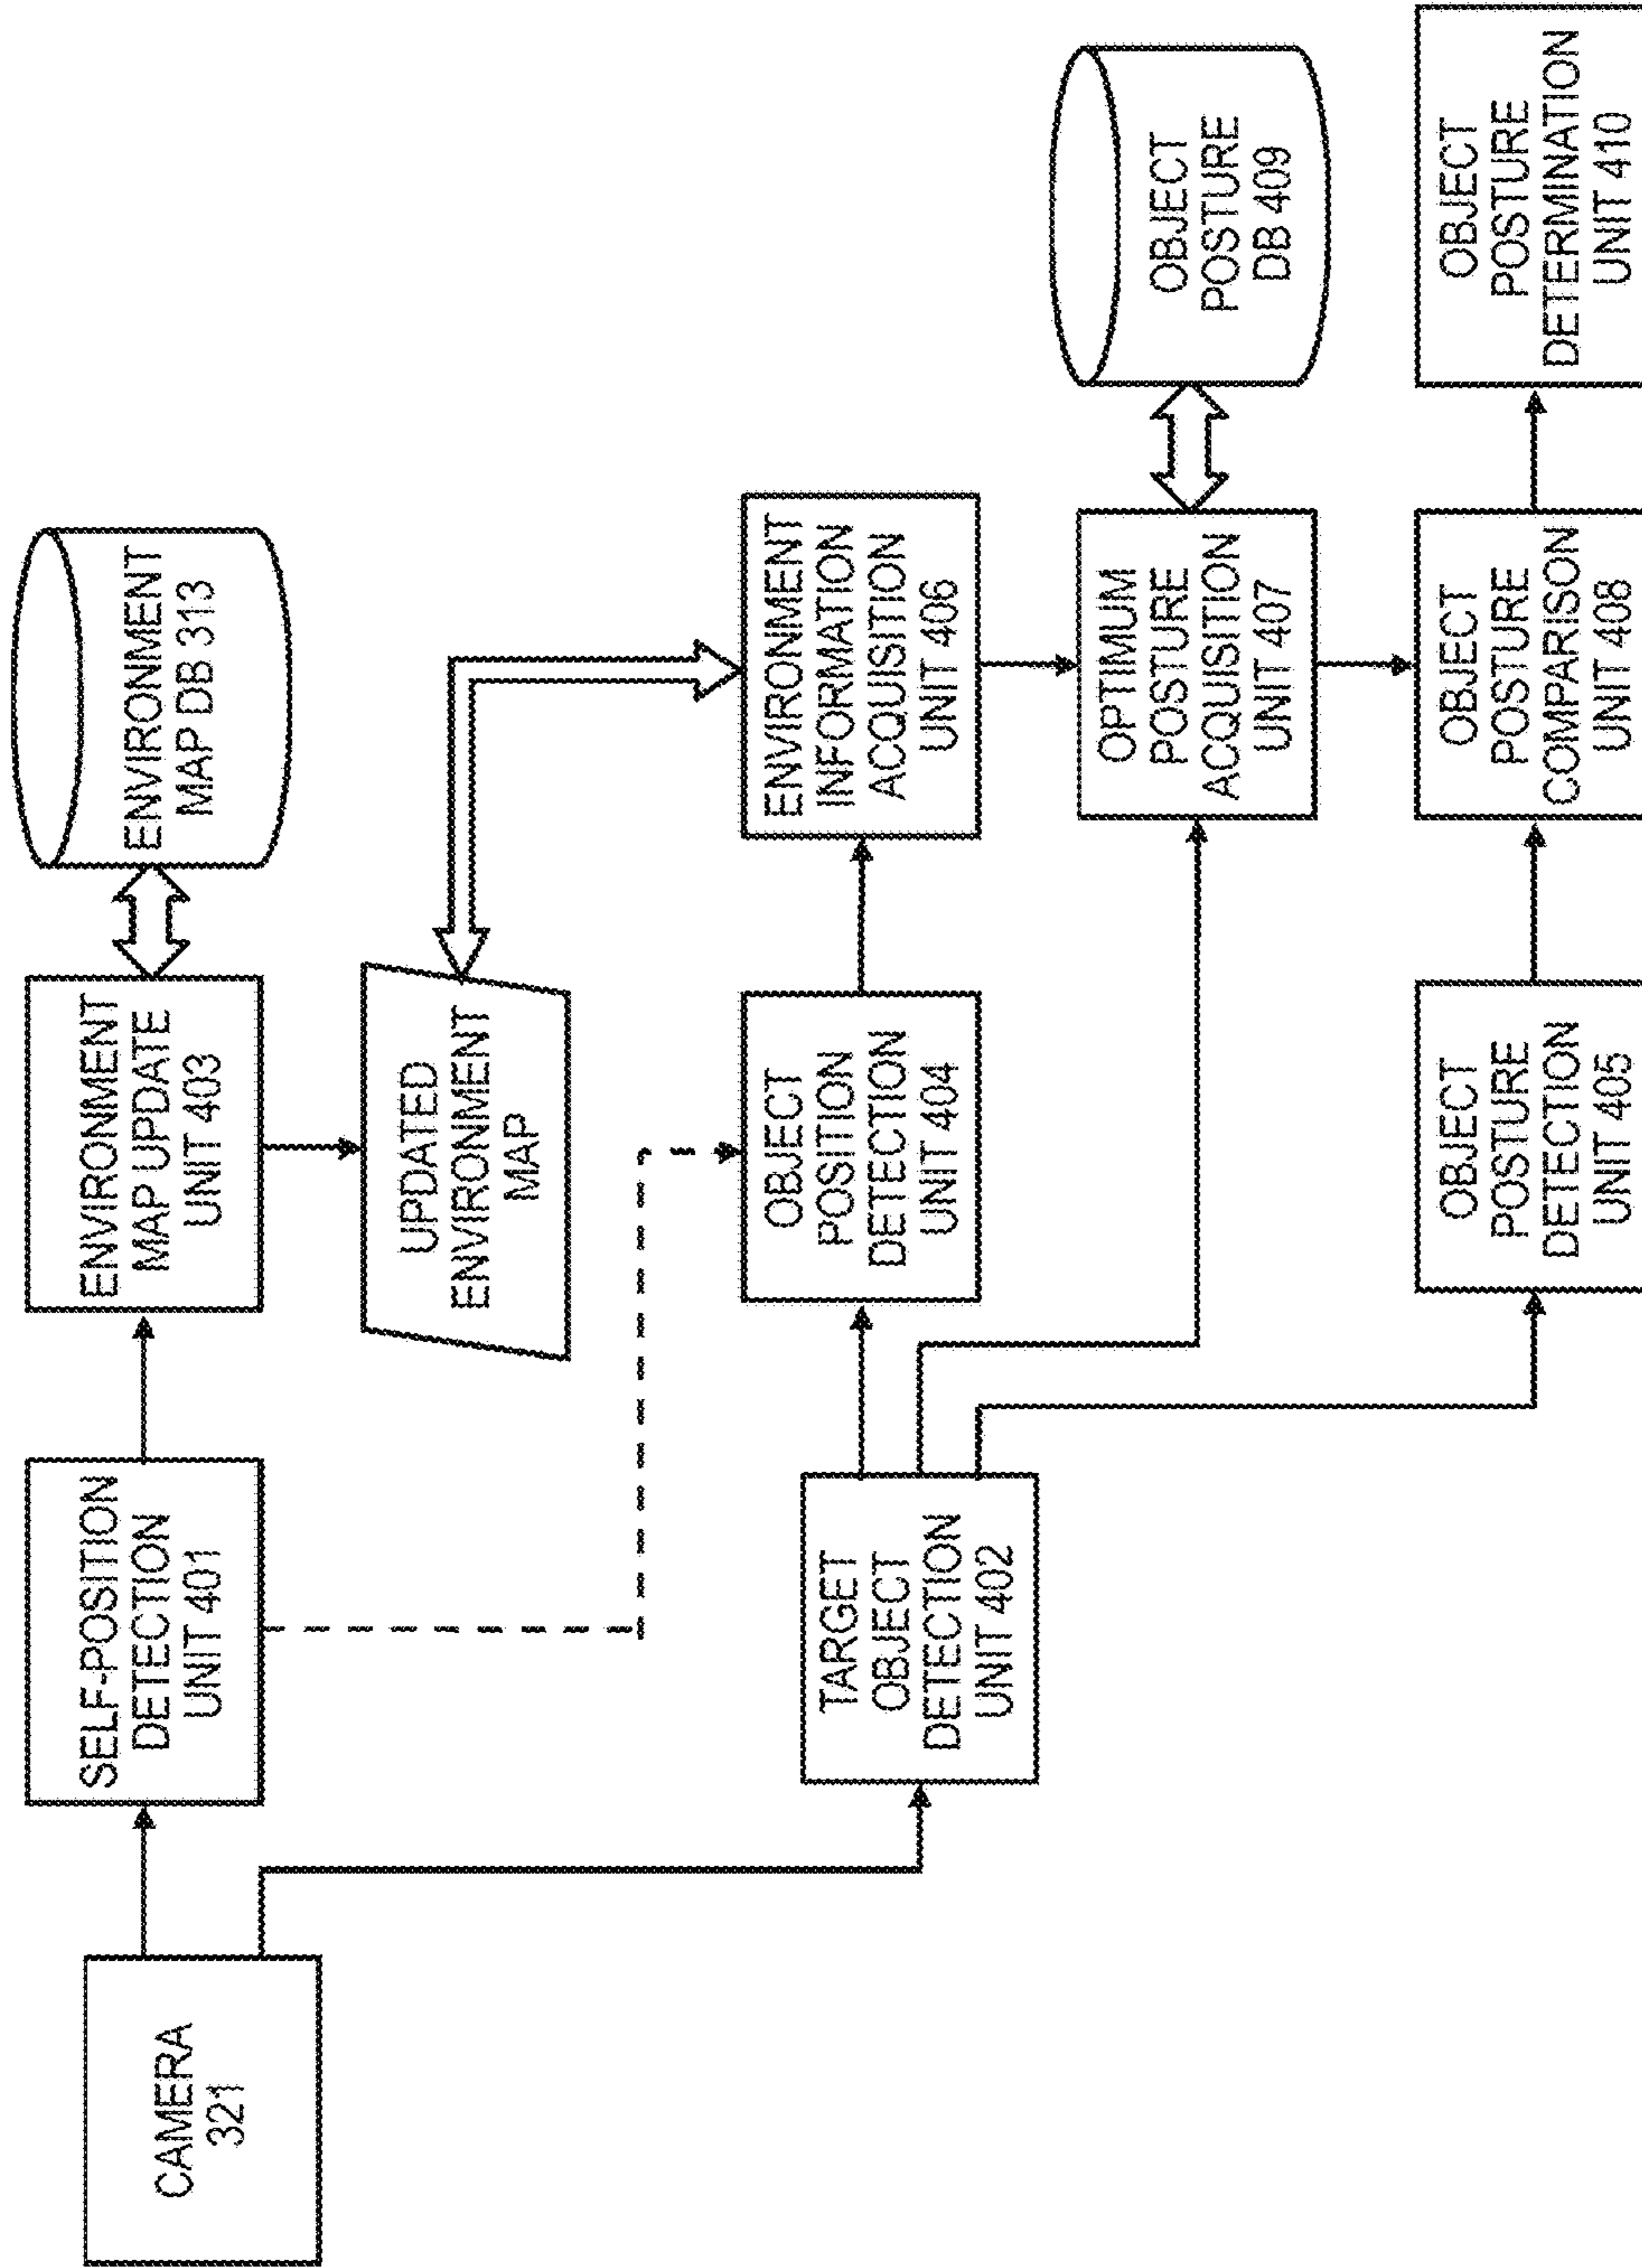 CAMERA
321
SELF-POSITION
DETECTION
UNIT 401
ENVIRONMENT
MAP UPDATE
UNIT 403
ENVIRONMENT
MAP DB 313
UPDATED
ENVIRONMENT
MAP
TARGET
OBJECT
DETECTION
UNIT 402
OBJECT
POSITION
DETECTION
UNIT 404
ENVIRONMENT
INFORMATION
ACQUISITION
UNIT 406
OPTIMUM
POSTURE
ACQUISITION
UNIT 407
OBJECT
POSTURE
DB 409
OBJECT
POSTURE
DETECTION
UNIT 405
OBJECT
POSTURE
COMPARISON
UNIT 408
OBJECT
POSTURE
DETERMINATION
UNIT 410